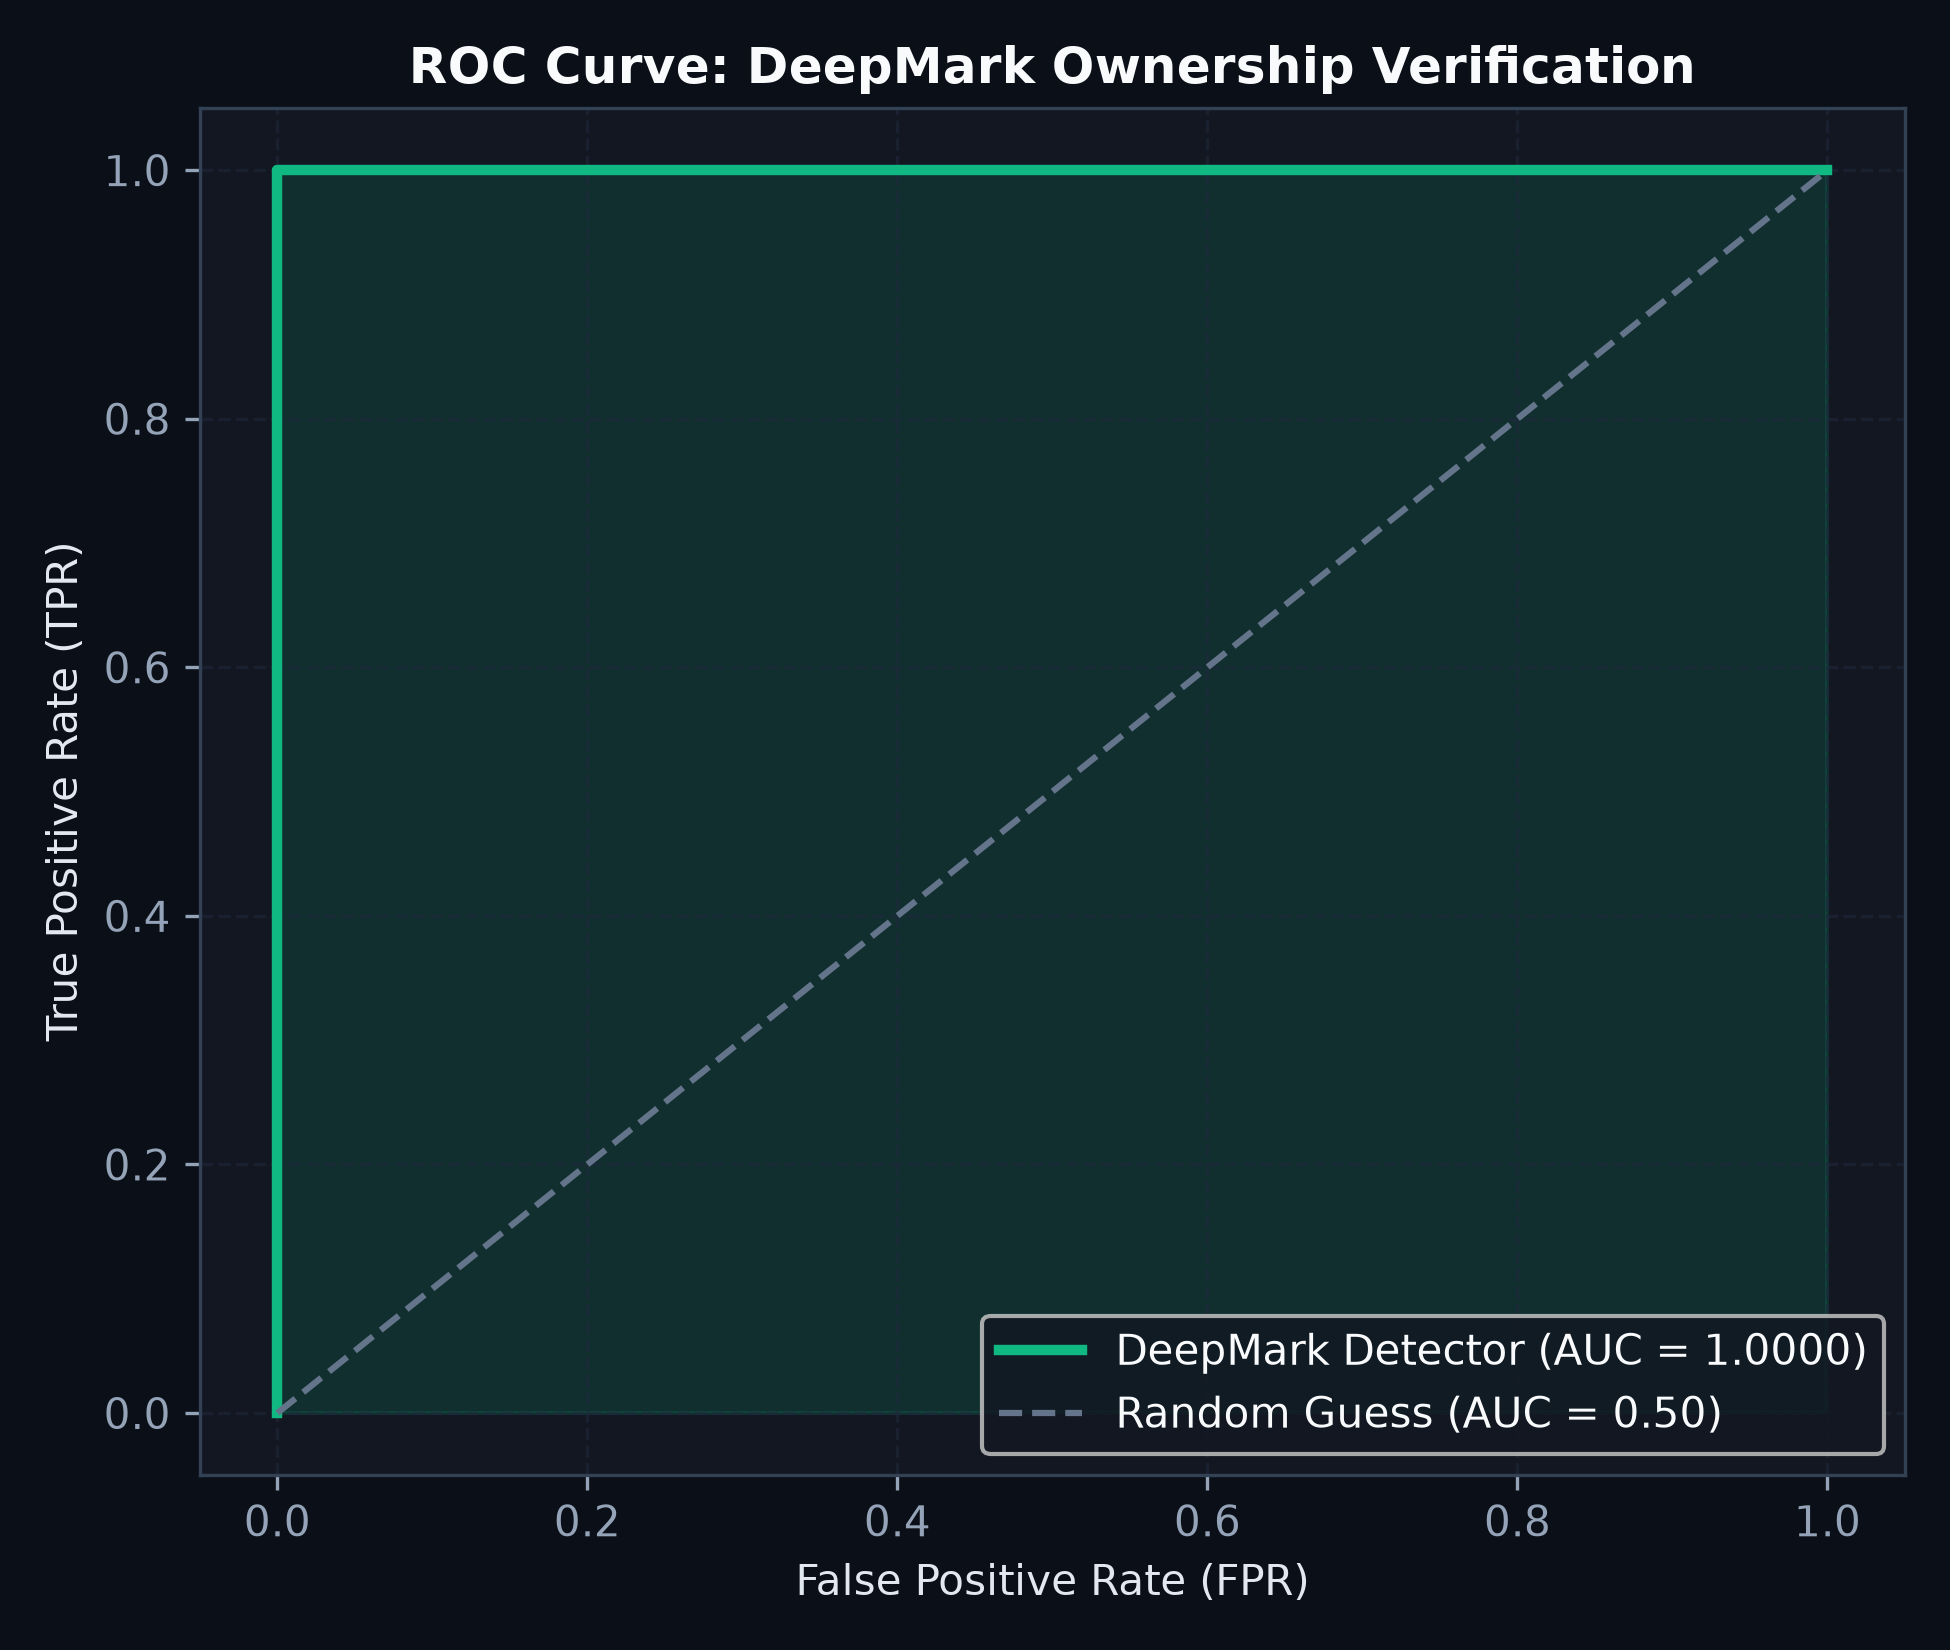 ROC Curve: DeepMark Ownership Verification
True Positive Rate (TPR)
1.0
0.8
0.6
0.4
0.2
0.0
DeepMark Detector (AUC = 1.0000)
Random Guess (AUC = 0.50)
0.0 0.2 0.4 0.6 0.8 1.0
False Positive Rate (FPR)